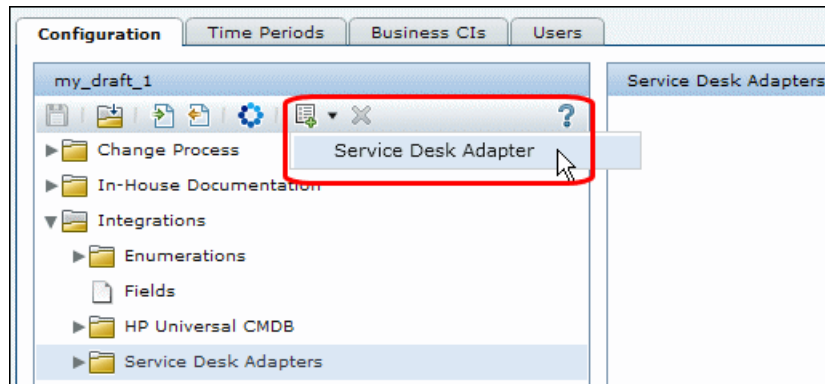 Configuration Time Periods Business CIs Users
my_draft_1 Service Desk Adapters
?
Change Process Service Desk Adapter
In-House Documentation
Integrations
Enumerations
Fields
HP Universal CMDB
Service Desk Adapters